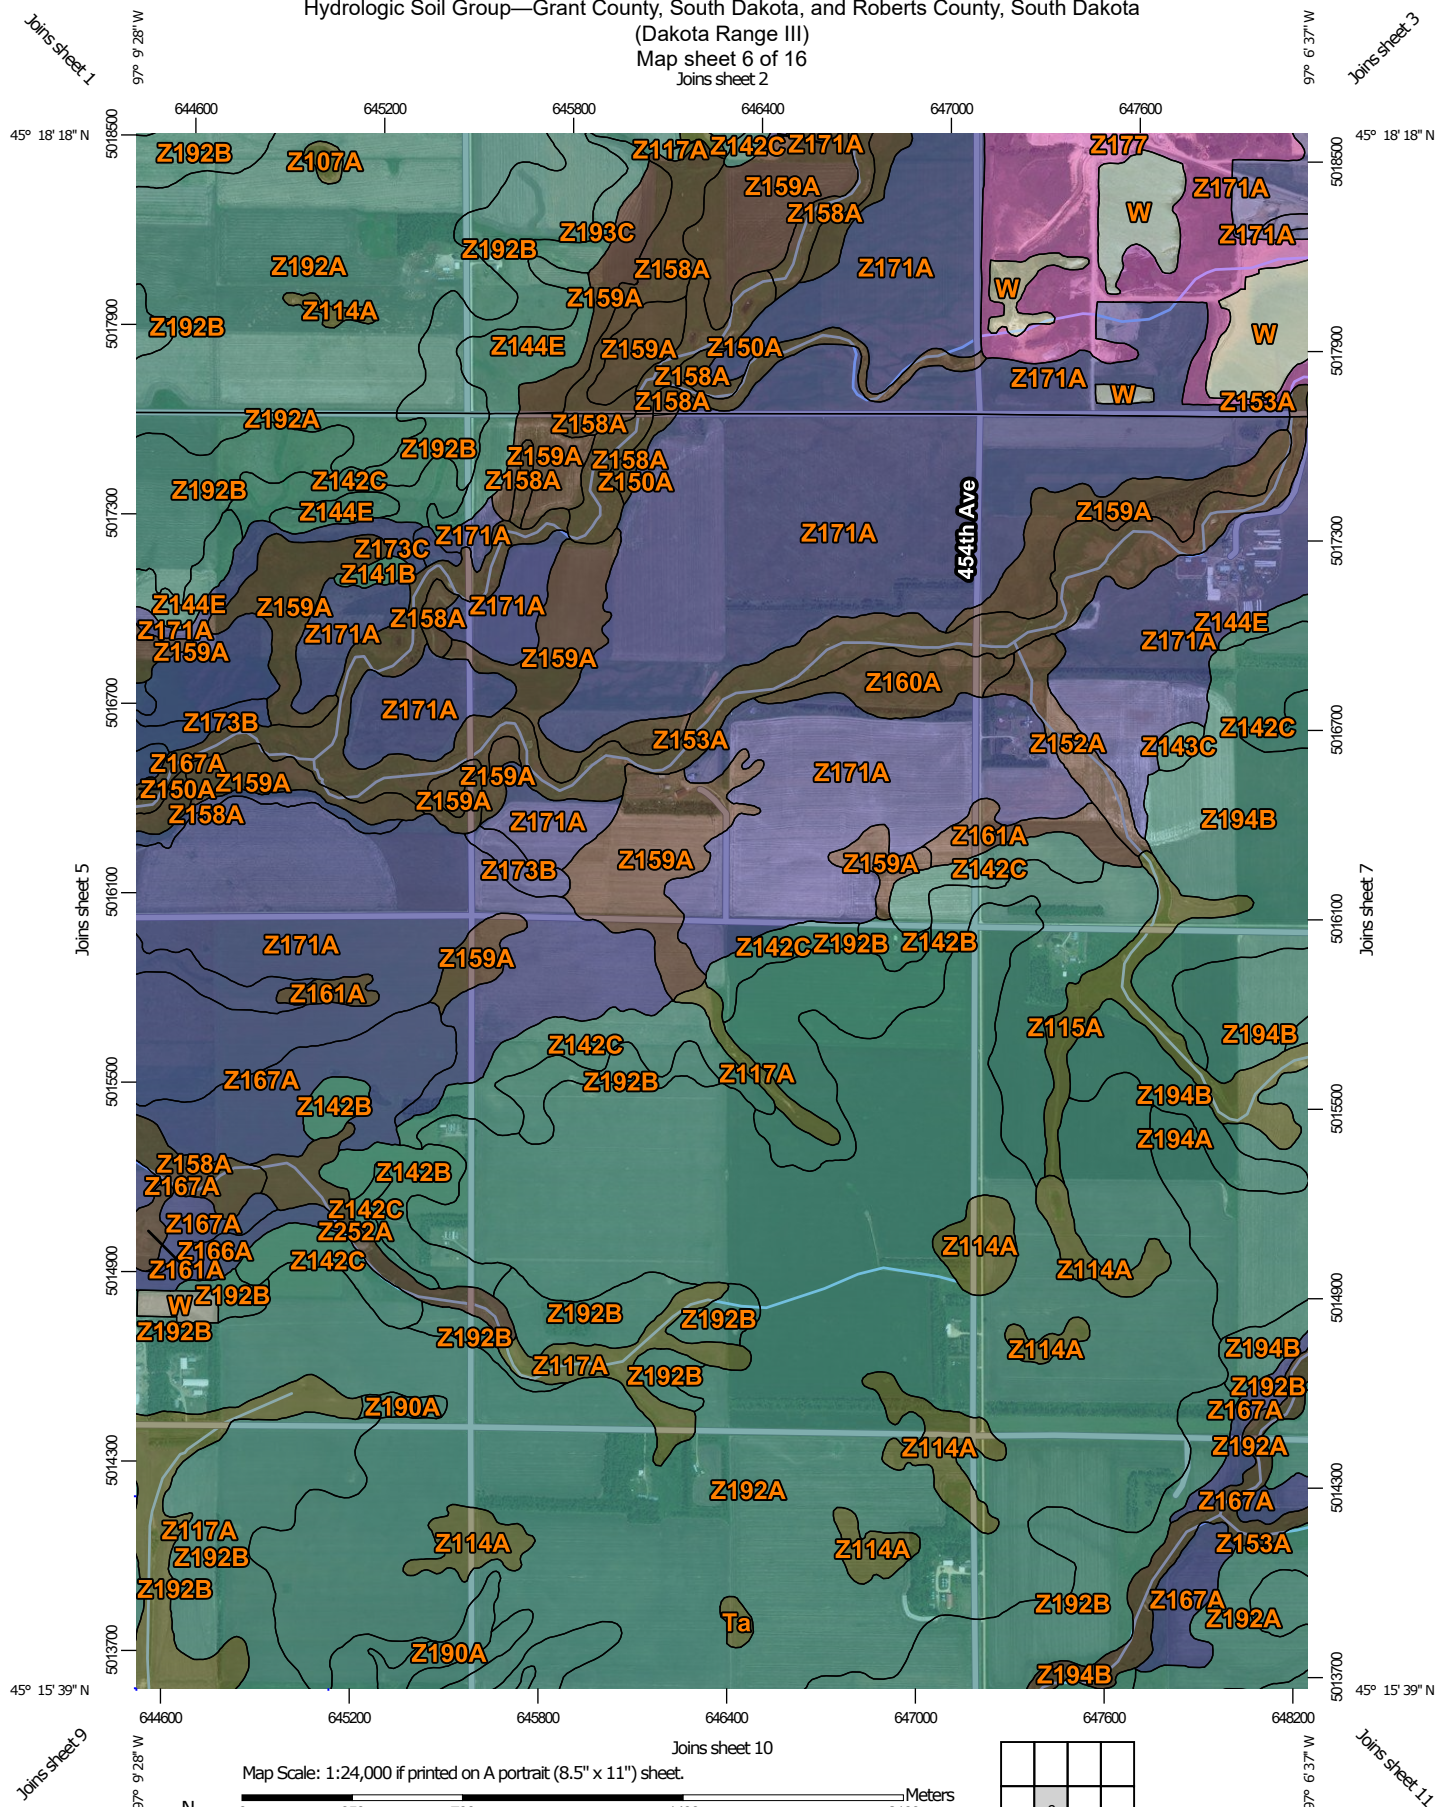 Hydrologic Soil Group—Grant County, South Dakota, and Roberts County, South Dakota
(Dakota Range III)
Map sheet 6 of 16
Joins sheet 2
Joins sheet 1
Joins sheet 3
97° 9' 28'' W
97° 6' 37'' W
644600 645200 645800 646400 647000 647600
45° 18' 18'' N
45° 18' 18'' N
5018500
5018500
Z192B Z107A Z117A Z142C Z171A Z177
Z159A Z171A
Z158A W
Z193C Z171A
Z192B
Z192A Z158A Z171A
Z159A W
Z114A
5017900
5017900
Z192B Z144E Z159A Z150A W
Z158A Z171A
Z158A W Z153A
Z192A Z158A
Z192B Z159A Z158A
Z192B Z142C Z158A Z150A
454th Ave
5017300
5017300
Z144E Z159A
Z171A Z171A
Z173C
Z141B
Z144E Z159A Z158A Z171A Z144E
Z171A Z171A Z171A
Z159A Z159A
Z160A
5016700
5016700
Z173B Z171A Z142C
Z153A Z152A Z143C
Z167A Z159A Z171A
Z150A Z159A Z159A
Z158A Z171A Z194B
Z161A
Z173B Z159A Z159A Z142C
Joins sheet 5
Joins sheet 7
5016100
5016100
Z171A Z159A Z142C Z192B Z142B
Z161A
Z115A Z194B
Z142C
Z167A Z192B Z117A
5015500
5015500
Z142B Z194B
Z194A
Z158A Z142B
Z167A
Z167A Z142C
Z252A
Z166A Z142C Z114A
Z161A Z114A
5014900
5014900
Z192B
W Z192B Z192B
Z192B Z192B Z114A Z194B
Z117A Z192B Z192B
Z190A Z167A
Z114A Z192A
5014300
5014300
Z192A Z167A
Z117A Z114A Z114A Z153A
Z192B
Z192B Z192B Z167A
Ta Z192A
Z190A Z194B
5013700
5013700
45° 15' 39'' N
45° 15' 39'' N
644600 645200 645800 646400 647000 647600 648200
Joins sheet 9
Joins sheet 10
Joins sheet 11
97° 9' 28'' W
97° 6' 37'' W
Map Scale: 1:24,000 if printed on A portrait (8.5" x 11") sheet.
Meters
N